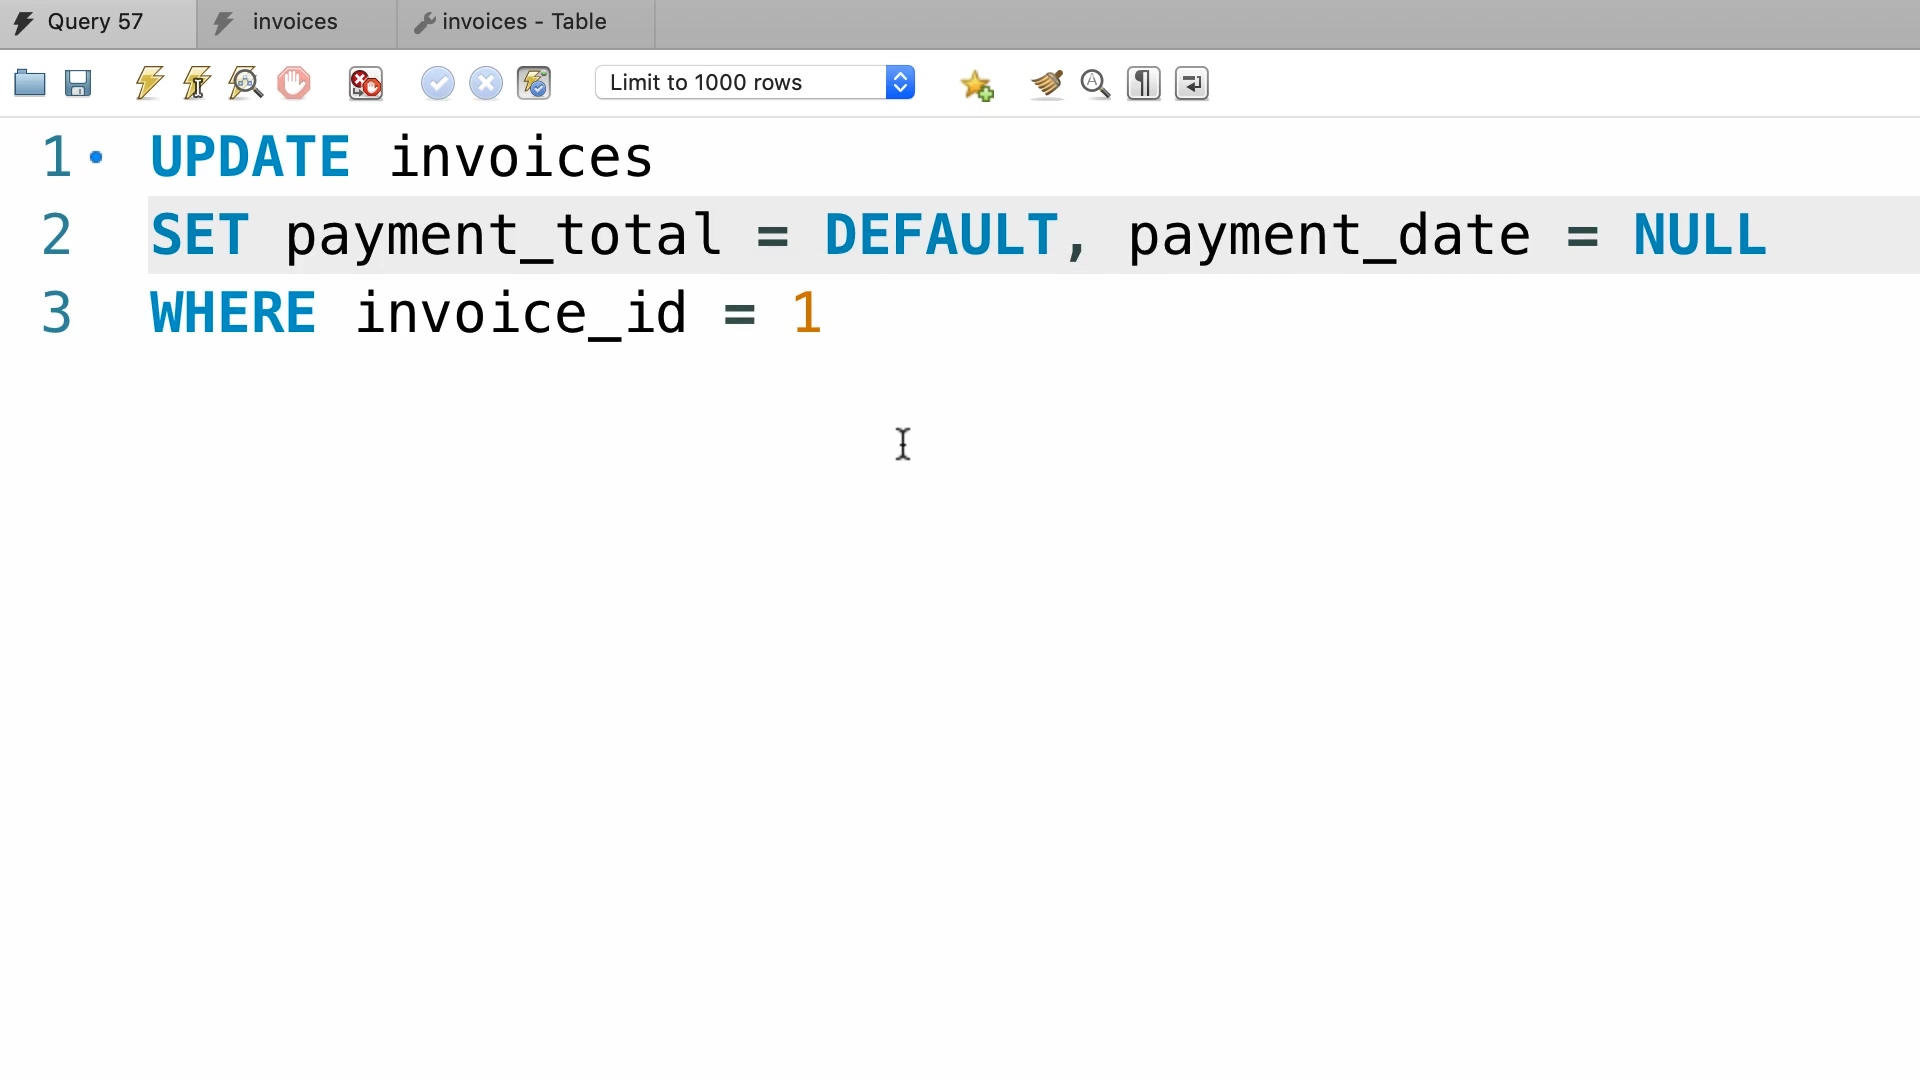 Query 57
invoices
invoices - Table
Limit to 1000 rows
1 UPDATE invoices
2 SET payment_total = DEFAULT, payment_date = NULL
3 WHERE invoice_id = 1